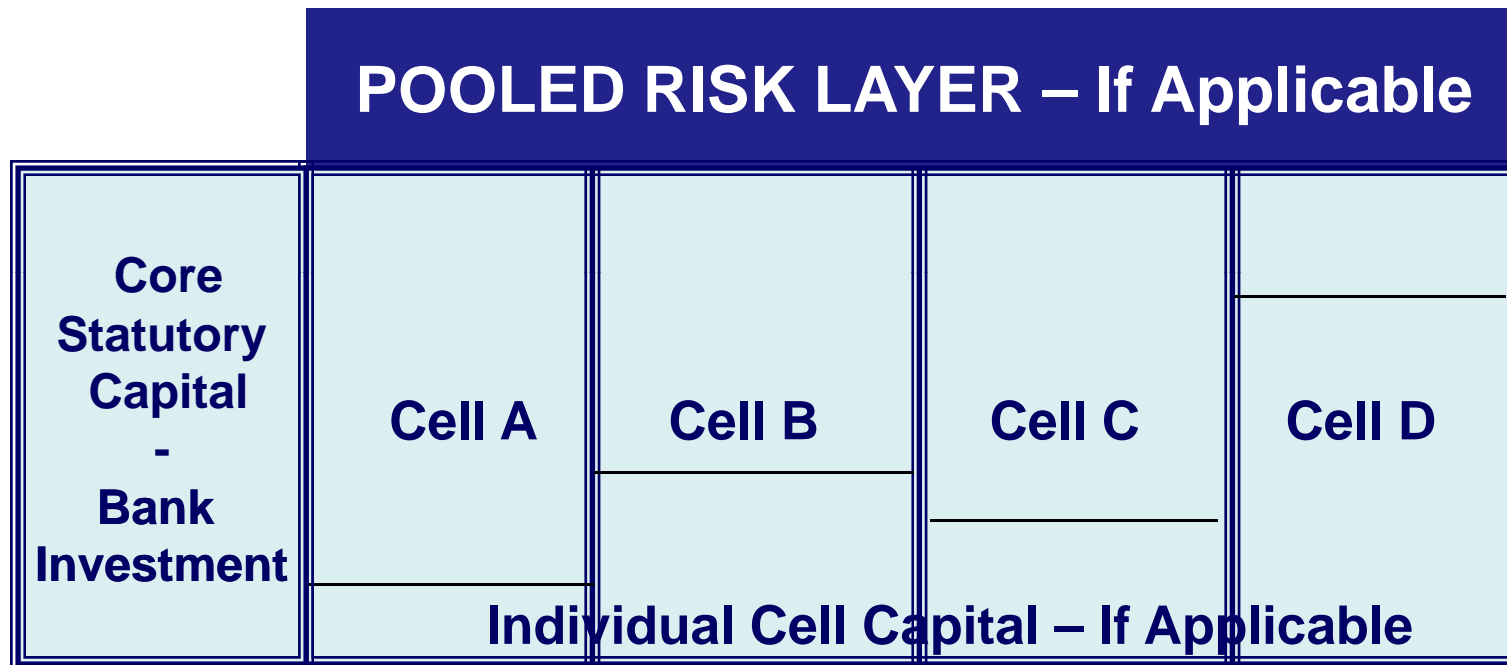 POOLED RISK LAYER – If Applicable
Core
Statutory
Capital
-
Bank
Investment
Cell A
Cell B
Cell C
Cell D
Individual Cell Capital – If Applicable